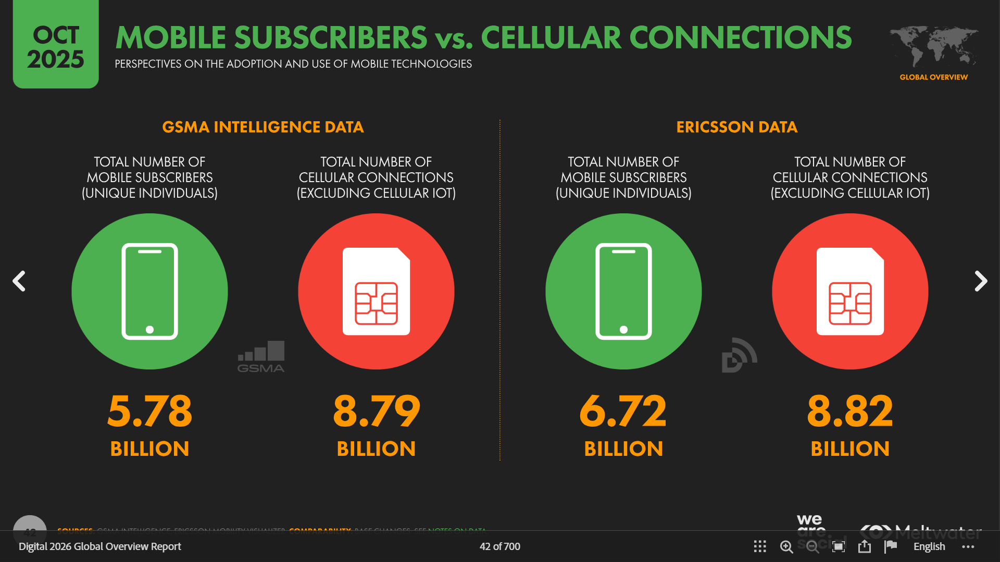 OCT
2025
MOBILE SUBSCRIBERS vs. CELLULAR CONNECTIONS
PERSPECTIVES ON THE ADOPTION AND USE OF MOBILE TECHNOLOGIES
GLOBAL OVERVIEW
GSMA INTELLIGENCE DATA
TOTAL NUMBER OF
MOBILE SUBSCRIBERS
(UNIQUE INDIVIDUALS)
TOTAL NUMBER OF
CELLULAR CONNECTIONS
(EXCLUDING CELLULAR IOT)
GSMA
5.78
BILLION
8.79
BILLION
ERICSSON DATA
TOTAL NUMBER OF
MOBILE SUBSCRIBERS
(UNIQUE INDIVIDUALS)
TOTAL NUMBER OF
CELLULAR CONNECTIONS
(EXCLUDING CELLULAR IOT)
6.72
BILLION
8.82
BILLION
42
SOURCES: GSMA INTELLIGENCE; ERICSSON MOBILITY VISUALIZER. COMPARABILITY: BASE CHANGES. SEE NOTES ON DATA.
we
are
social
Meltwater
Digital 2026 Global Overview Report
42 of 700
English